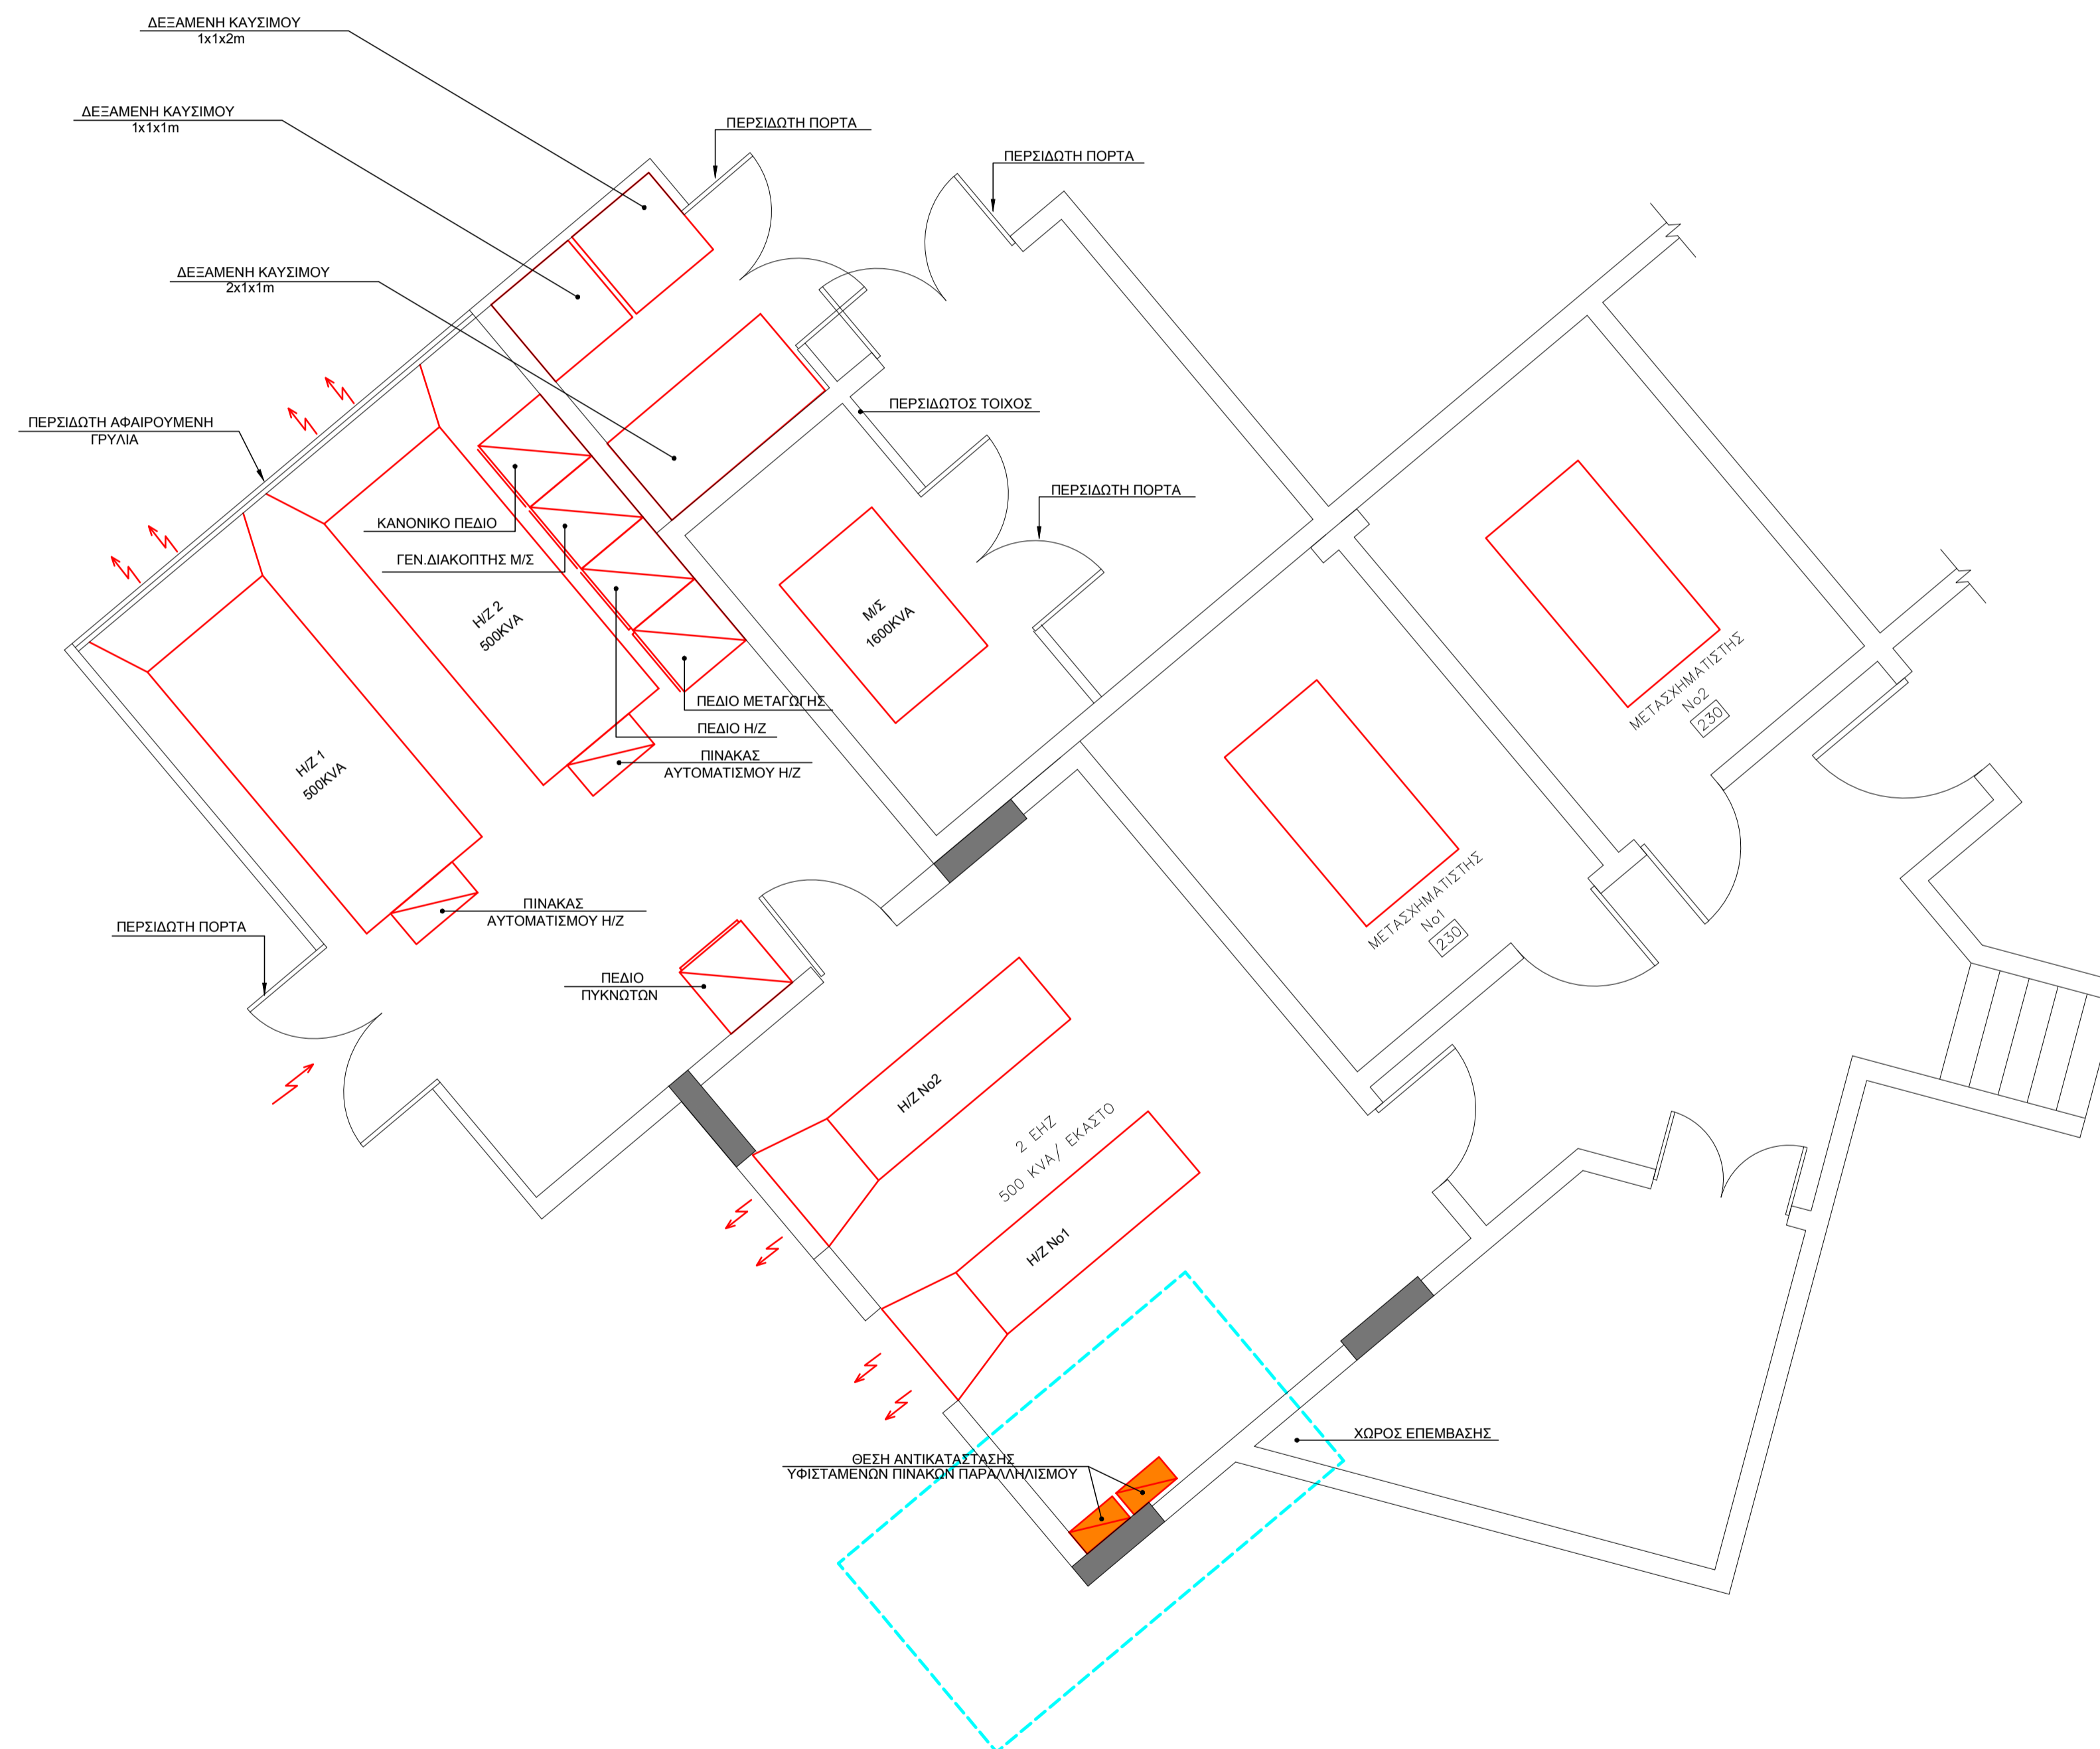 ΔΕΞΑΜΕΝΗ ΚΑΥΣΙΜΟΥ
1x1x2m
ΔΕΞΑΜΕΝΗ ΚΑΥΣΙΜΟΥ
1x1x1m
ΠΕΡΣΙΔΩΤΗ ΠΟΡΤΑ
ΠΕΡΣΙΔΩΤΗ ΠΟΡΤΑ
ΔΕΞΑΜΕΝΗ ΚΑΥΣΙΜΟΥ
2x1x1m
ΠΕΡΣΙΔΩΤΗ ΑΦΑΙΡΟΥΜΕΝΗ
ΓΡΥΛΙΑ
ΠΕΡΣΙΔΩΤΟΣ ΤΟΙΧΟΣ
ΠΕΡΣΙΔΩΤΗ ΠΟΡΤΑ
ΚΑΝΟΝΙΚΟ ΠΕΔΙΟ
ΓΕΝ.ΔΙΑΚΟΠΤΗΣ Μ/Σ
Η/Ζ 2
500KVA
Μ/Σ
1600KVA
ΠΕΔΙΟ ΜΕΤΑΓΩΓΗΣ
ΠΕΔΙΟ Η/Ζ
ΠΙΝΑΚΑΣ
ΑΥΤΟΜΑΤΙΣΜΟΥ Η/Ζ
Η/Ζ 1
500KVA
ΜΕΤΑΣΧΗΜΑΤΙΣΤΗΣ
No2
230
ΜΕΤΑΣΧΗΜΑΤΙΣΤΗΣ
No1
230
ΠΙΝΑΚΑΣ
ΑΥΤΟΜΑΤΙΣΜΟΥ Η/Ζ
ΠΕΡΣΙΔΩΤΗ ΠΟΡΤΑ
ΠΕΔΙΟ
ΠΥΚΝΩΤΩΝ
Η/Ζ No2
2 ΕΗΖ
500 KVA/ ΕΚΑΣΤΟ
Η/Ζ No1
ΧΩΡΟΣ ΕΠΕΜΒΑΣΗΣ
ΘΕΣΗ ΑΝΤΙΚΑΤΑΣΤΑΣΗΣ
ΥΦΙΣΤΑΜΕΝΩΝ ΠΙΝΑΚΩΝ ΠΑΡΑΛΛΗΛΙΣΜΟΥ